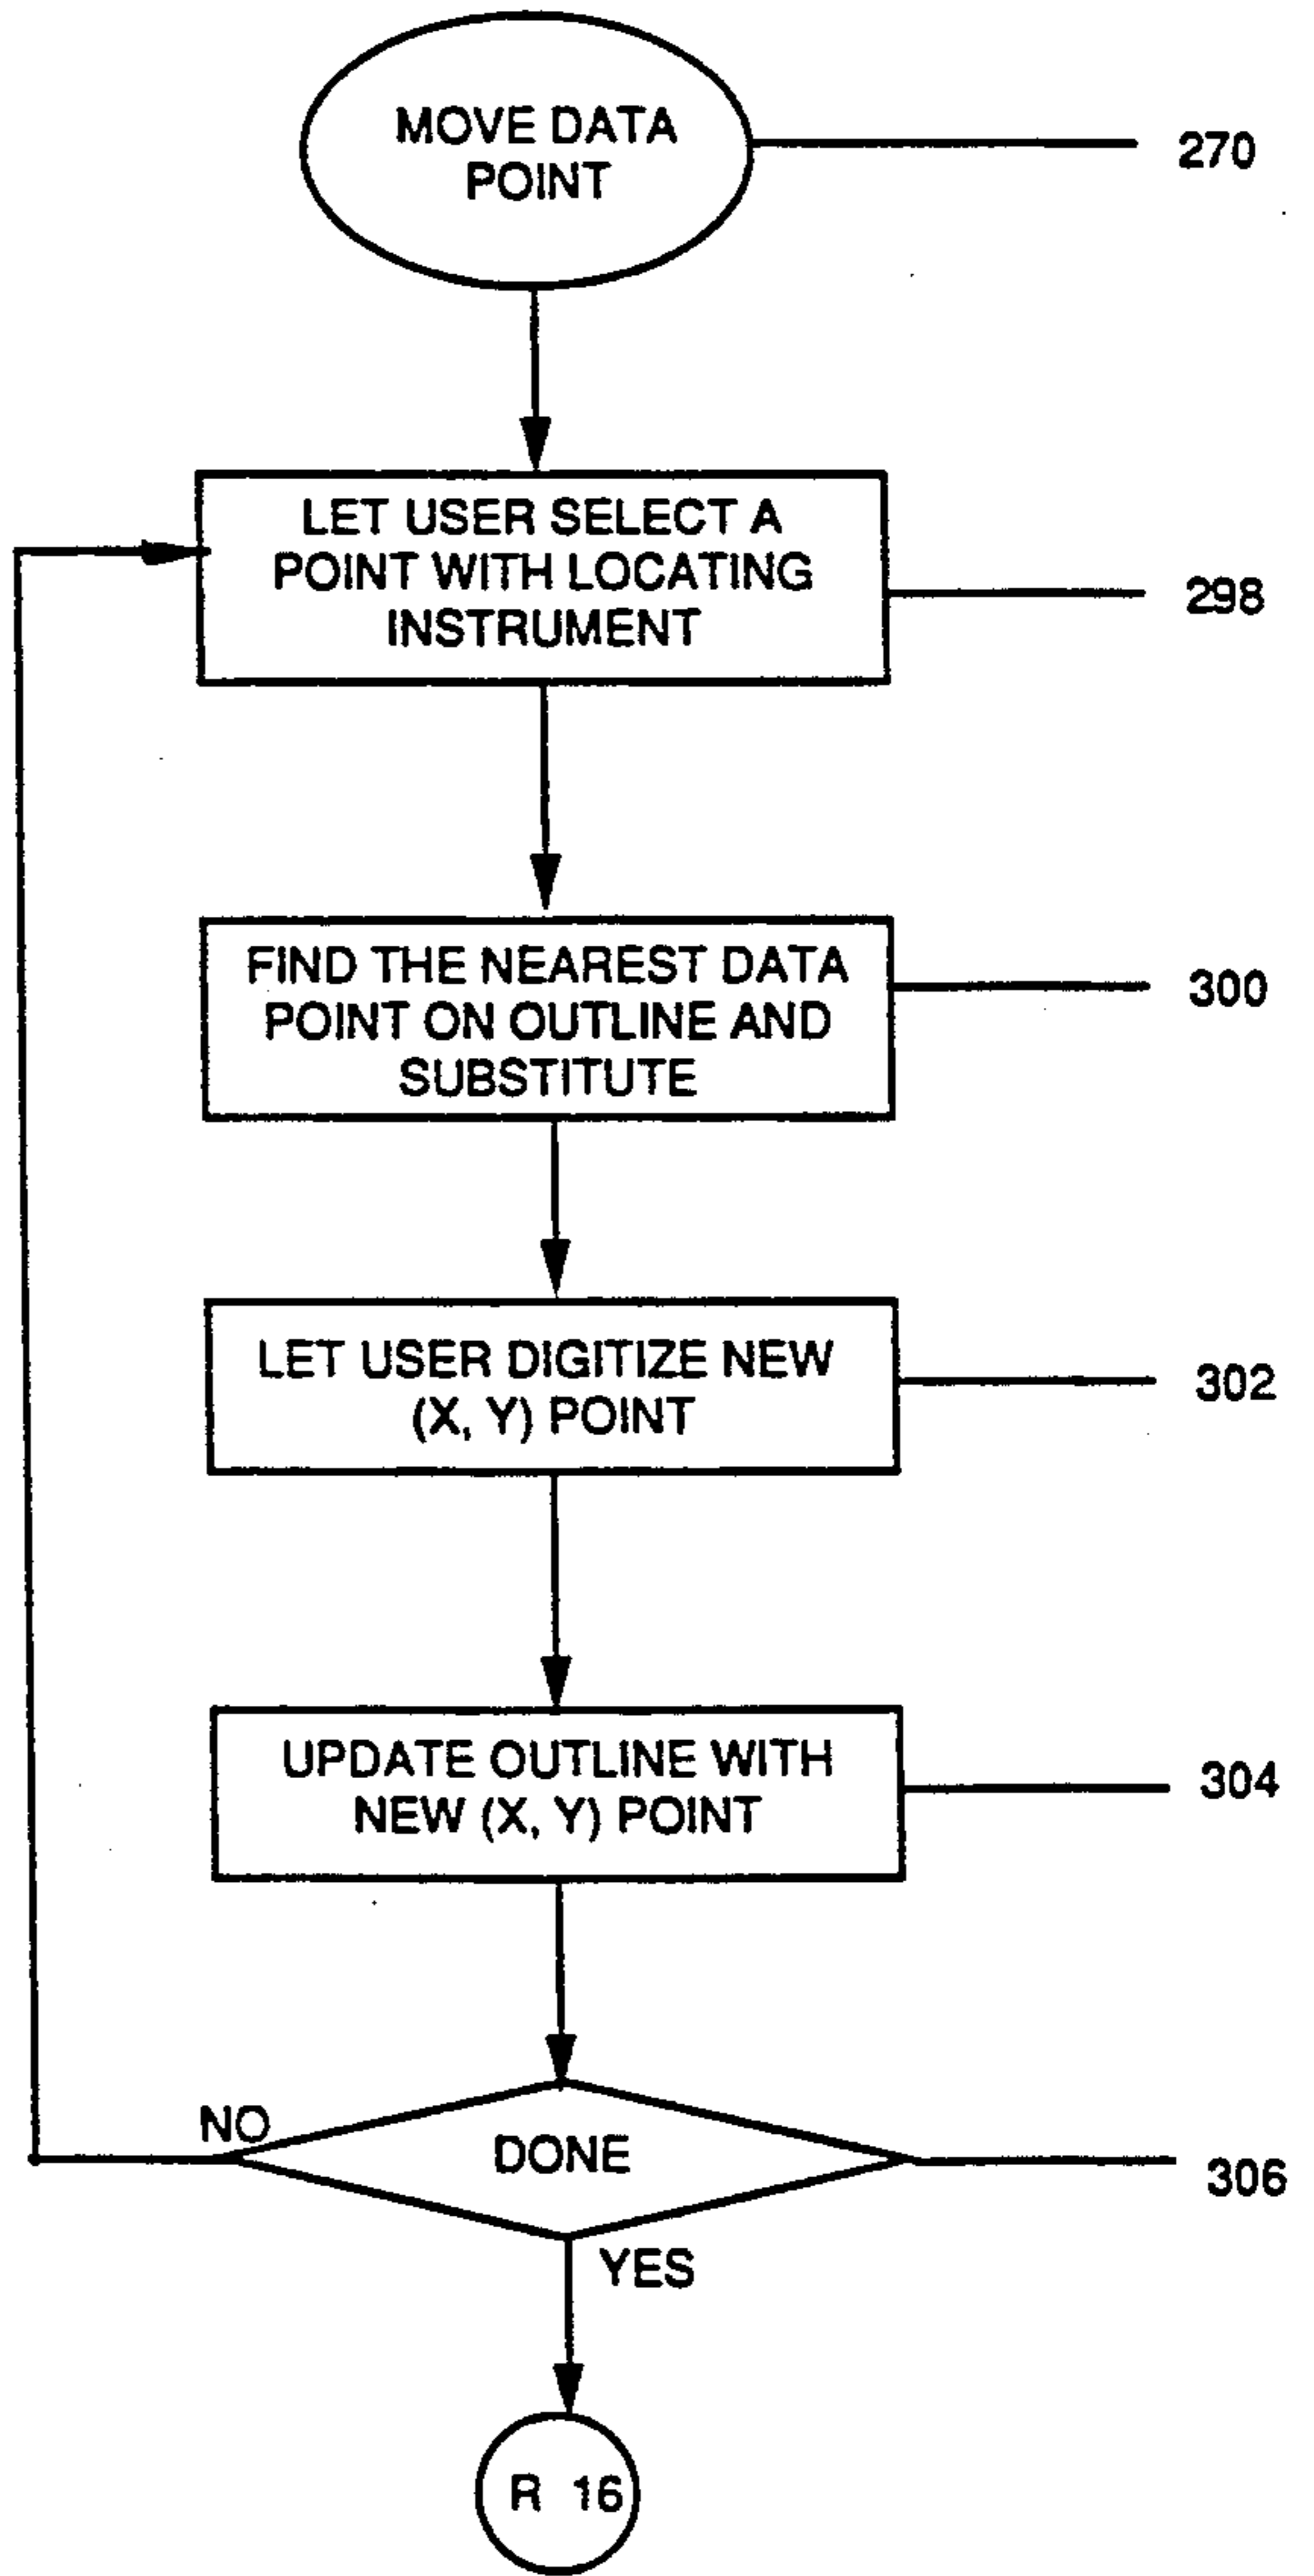 MOVE DATA
POINT
270
LET USER SELECT A
POINT WITH LOCATING
INSTRUMENT
298
FIND THE NEAREST DATA
POINT ON OUTLINE AND
SUBSTITUTE
300
LET USER DIGITIZE NEW
(X, Y) POINT
302
UPDATE OUTLINE WITH
NEW (X, Y) POINT
304
NO
DONE
306
YES
R 16